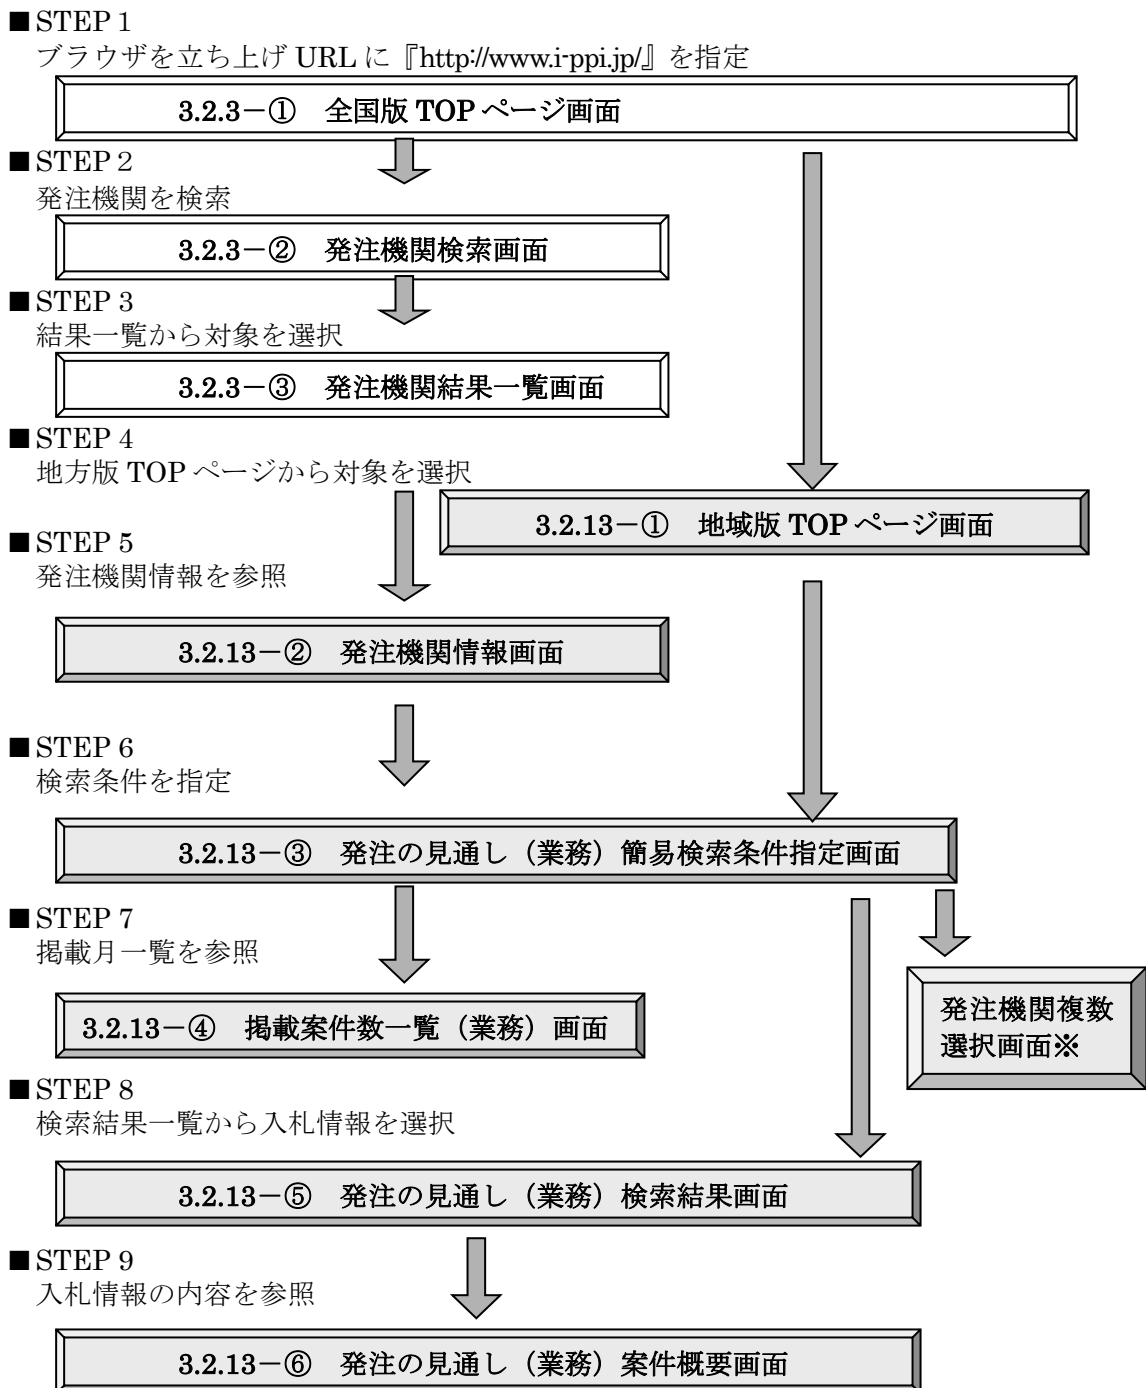 ■STEP１
ブラウザを立ち上げ URL に『http://www.i-ppi.jp/』を指定
3.2.3－①　全国版 TOP ページ画面
■STEP２
発注機関を検索
3.2.3－②　発注機関検索画面
■STEP 3
結果一覧から対象を選択
3.2.3－③　発注機関結果一覧画面
■STEP 4
地方版 TOP ページから対象を選択
3.2.13－①　地域版 TOP ページ画面
■STEP 5
発注機関情報を参照
3.2.13－②　発注機関情報画面
■STEP 6
検索条件を指定
3.2.13－③　発注の見通し（業務）簡易検索条件指定画面
■STEP 7
掲載月一覧を参照
3.2.13－④　掲載案件数一覧（業務）画面
発注機関複数
選択画面※
■STEP 8
検索結果一覧から入札情報を選択
3.2.13－⑤　発注の見通し（業務）検索結果画面
■STEP 9
入札情報の内容を参照
3.2.13－⑥　発注の見通し（業務）案件概要画面